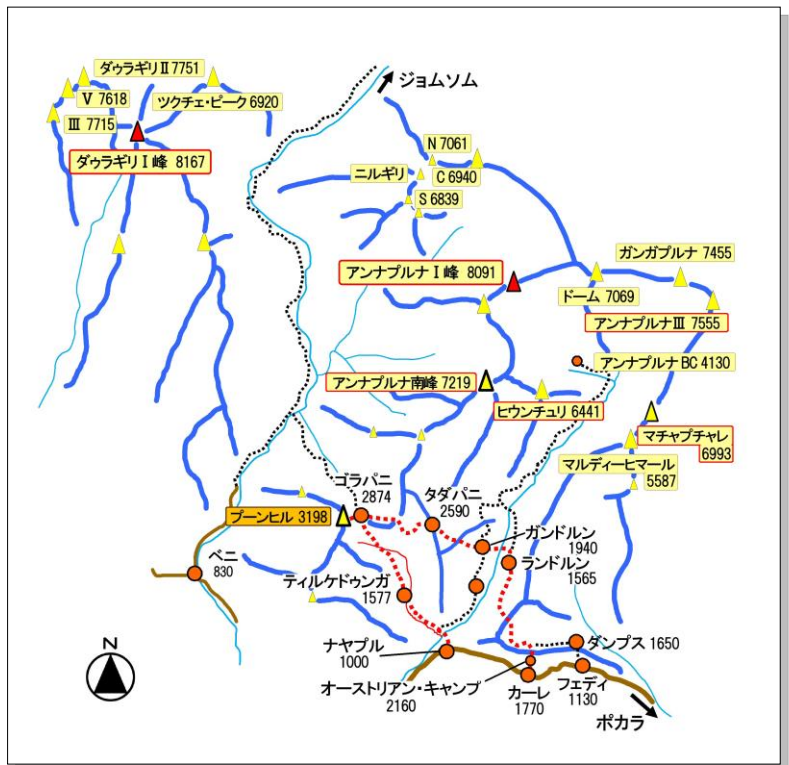 ダゥラギリⅡ 7751
Ⅴ 7618
ツクチェ・ピーク 6920
Ⅲ 7715
ダゥラギリⅠ峰 8167
ジョムソム
N 7061
ニルギリ
C 6940
S 6839
アンナプルナⅠ峰 8091
ガンガプルナ 7455
ドーム 7069
アンナプルナⅢ 7555
アンナプルナ BC 4130
アンナプルナ南峰 7219
ヒウンチュリ 6441
マチャプチャレ
6993
マルディーヒマール
5587
ゴラパニ
2874
タダパニ
2590
プーンヒル 3198
ガンドルン
1940
ベニ
830
ランドルン
1565
ティルケドゥンガ
1577
N
ナヤプル
1000
ダンプス 1650
オーストリアン・キャンプ
2160
カーレ
1770
フェディ
1130
ポカラ